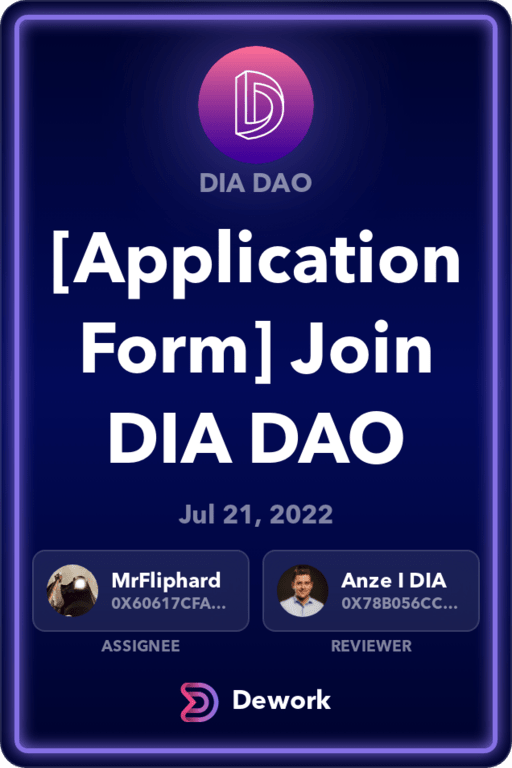 DIA DAO
[Application
Form] Join
DIA DAO
Jul 21, 2022
MrFliphard
0X60617CFA...
ASSIGNEE
Anze I DIA
0X78B056CC...
REVIEWER
Dework